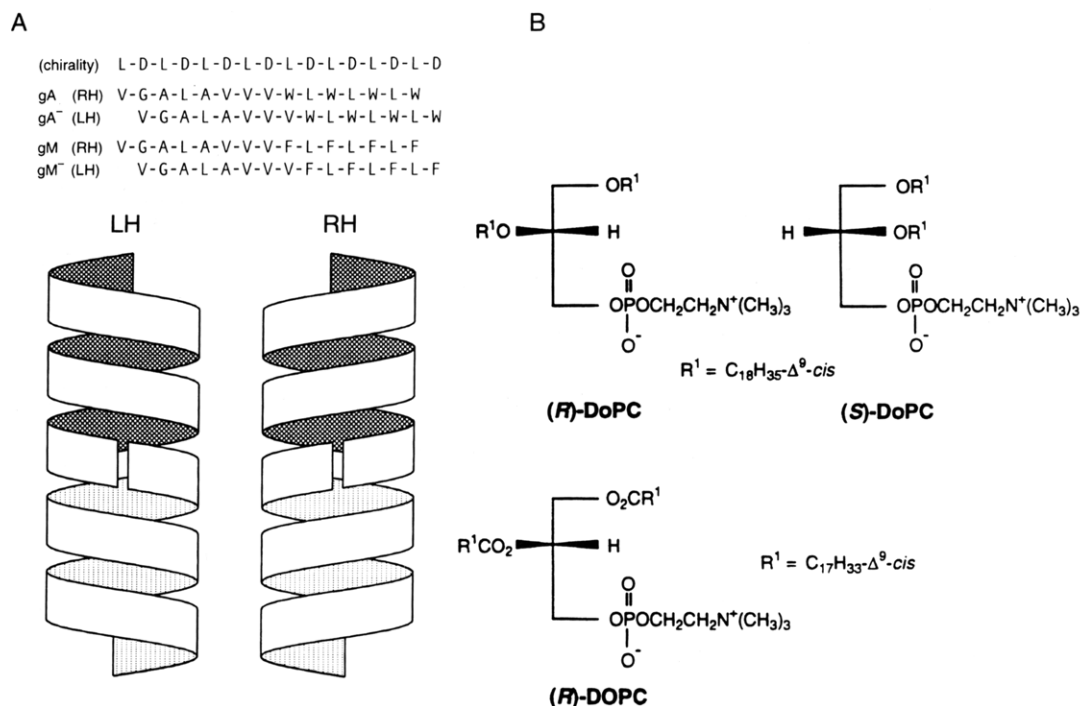 A
(chirality) L-D-L-D-L-D-L-D-L-D-L-D-L-D-L-D
gA (RH) V-G-A-L-A-V-V-V-W-L-W-L-W-L-W
gA⁻ (LH) V-G-A-L-A-V-V-V-W-L-W-L-W-L-W
gM (RH) V-G-A-L-A-V-V-V-F-L-F-L-F-L-F
gM⁻ (LH) V-G-A-L-A-V-V-V-F-L-F-L-F-L-F
LH RH
B
OR¹
R¹O H
O
OPOCH₂CH₂N⁺(CH₃)₃
O⁻
OR¹
H OR¹
O
OPOCH₂CH₂N⁺(CH₃)₃
O⁻
R¹ = C₁₈H₃₅-Δ⁹-cis
(R)-DoPC (S)-DoPC
O₂CR¹
R¹CO₂ H
R¹ = C₁₇H₃₃-Δ⁹-cis
O
OPOCH₂CH₂N⁺(CH₃)₃
O⁻
(R)-DOPC